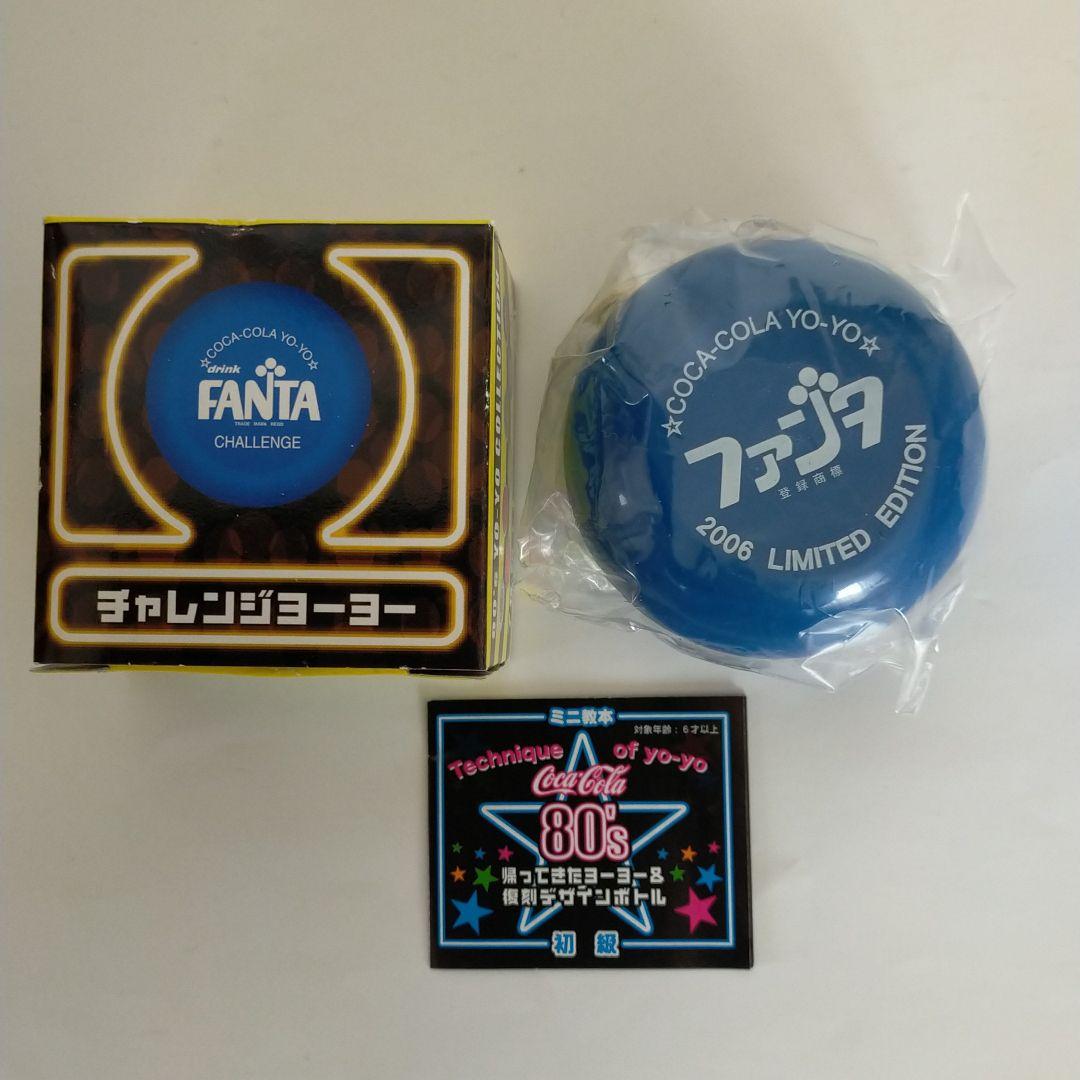 ☆COCA-COLA YO-YO☆
drink
FANTA
TRADE MARK REGD
CHALLENGE
チャレンジヨーヨー
☆COCA-COLA YO-YO☆
ファンタ
登録商標
2006 LIMITED EDITION
ミニ教本
対象年齢：6才以上
Technique of yo-yo
Coca-Cola
80's
帰ってきたヨーヨー&
復刻デザインボトル
初級